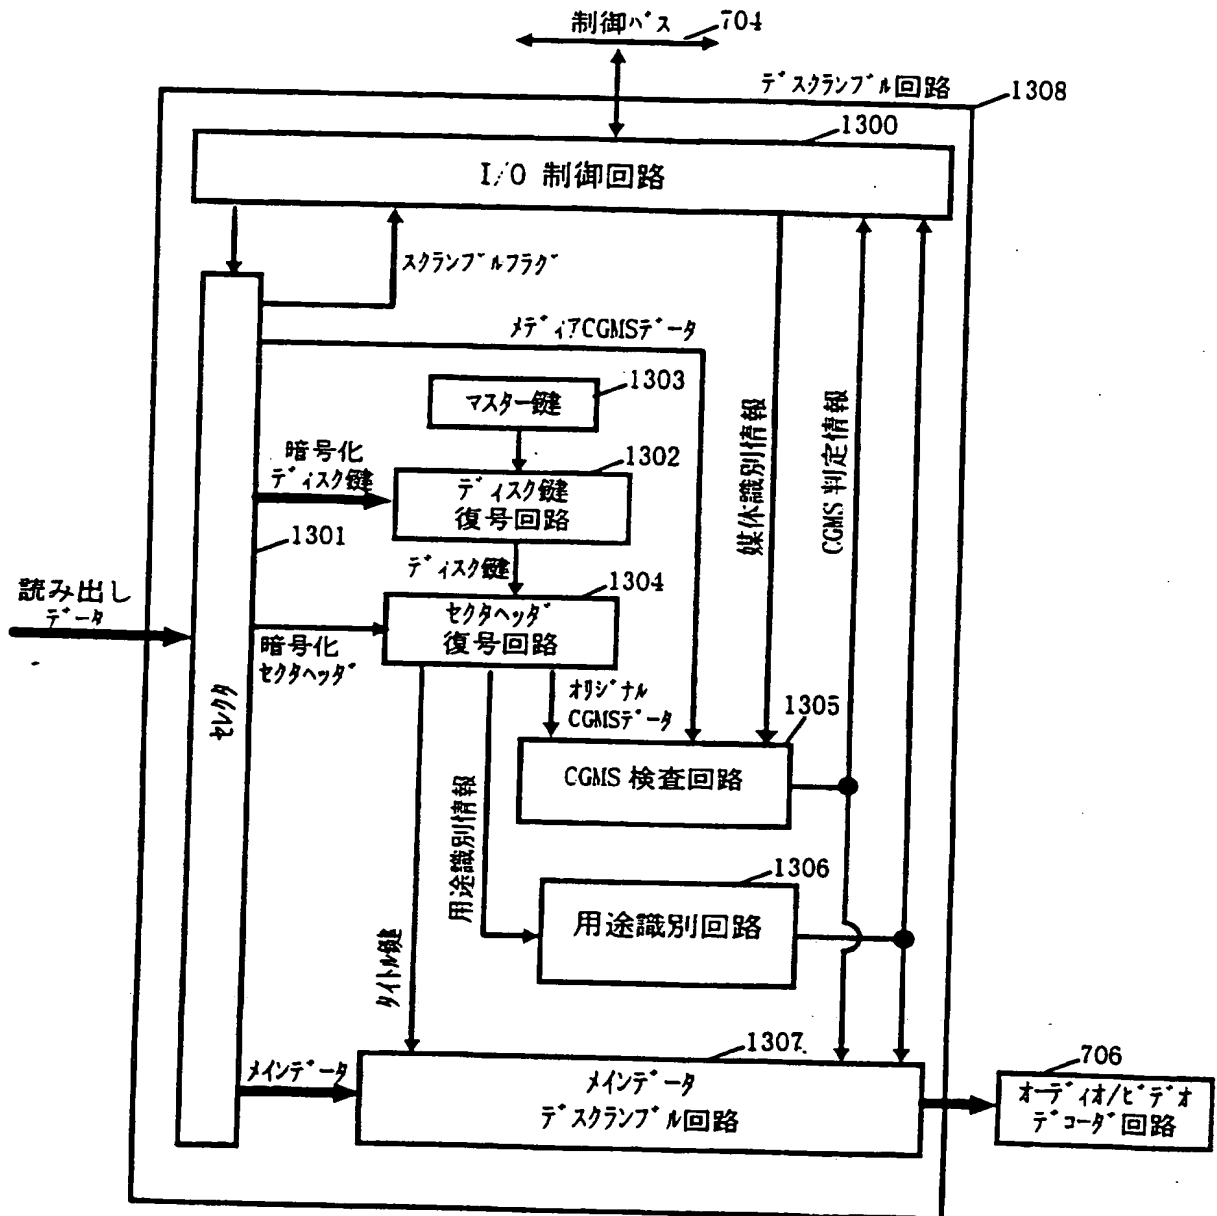 制御バス
704
デスクランブル回路
1308
1300
I/O 制御回路
スクランブルフラグ
メディアCGMSデータ
1303
マスター鍵
暗号化
ディスク鍵
1302
ディスク鍵
復号回路
媒体識別情報
CGMS 判定情報
1301
ディスク鍵
1304
読み出し
データ
セクタヘッダ
復号回路
暗号化
セクタヘッダ
セレクタ
オリジナル
CGMSデータ
1305
CGMS 検査回路
用途識別情報
1306
用途識別回路
タイトル鍵
1307
メインデータ
メインデータ
デスクランブル回路
706
オーディオ/ビデオ
デコーダ回路